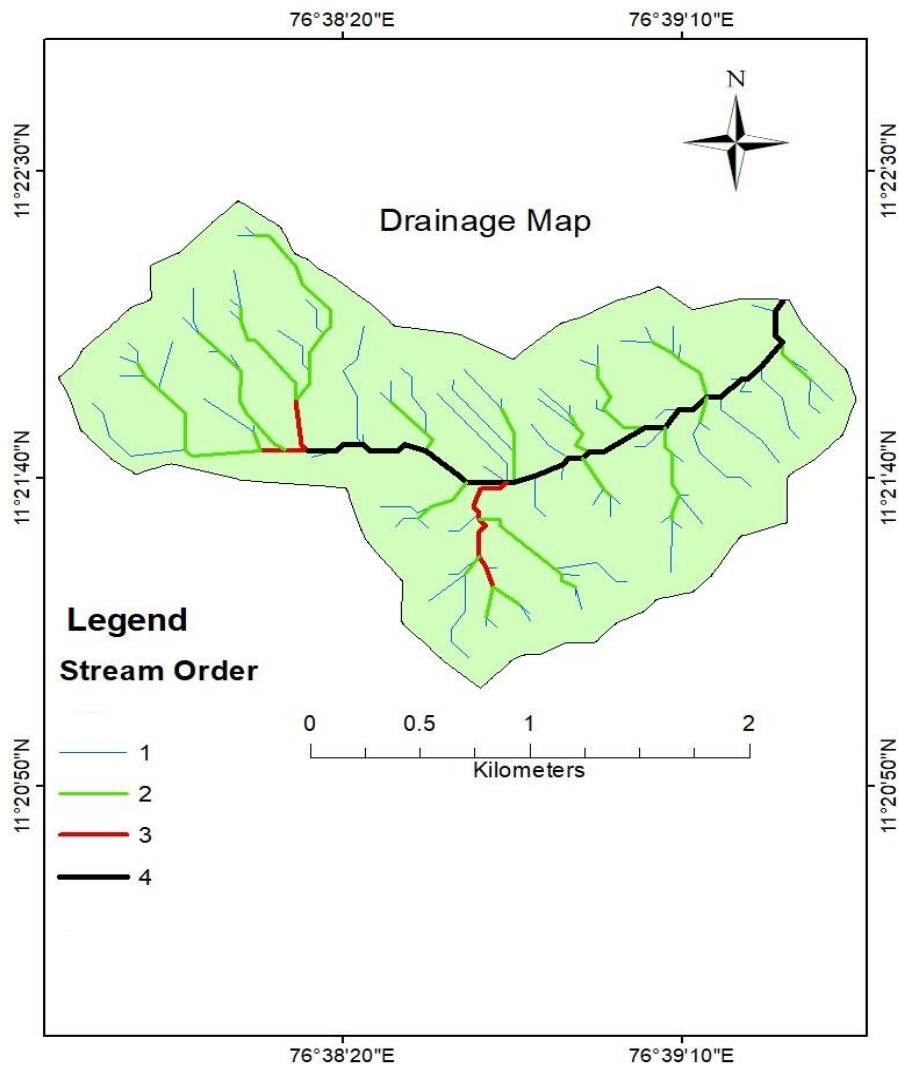 76°38'20"E 76°39'10"E
N
11°22'30"N 11°22'30"N
Drainage Map
11°21'40"N 11°21'40"N
Legend
Stream Order
0 0.5 1 2
Kilometers
1
2
3
4
11°20'50"N 11°20'50"N
76°38'20"E 76°39'10"E